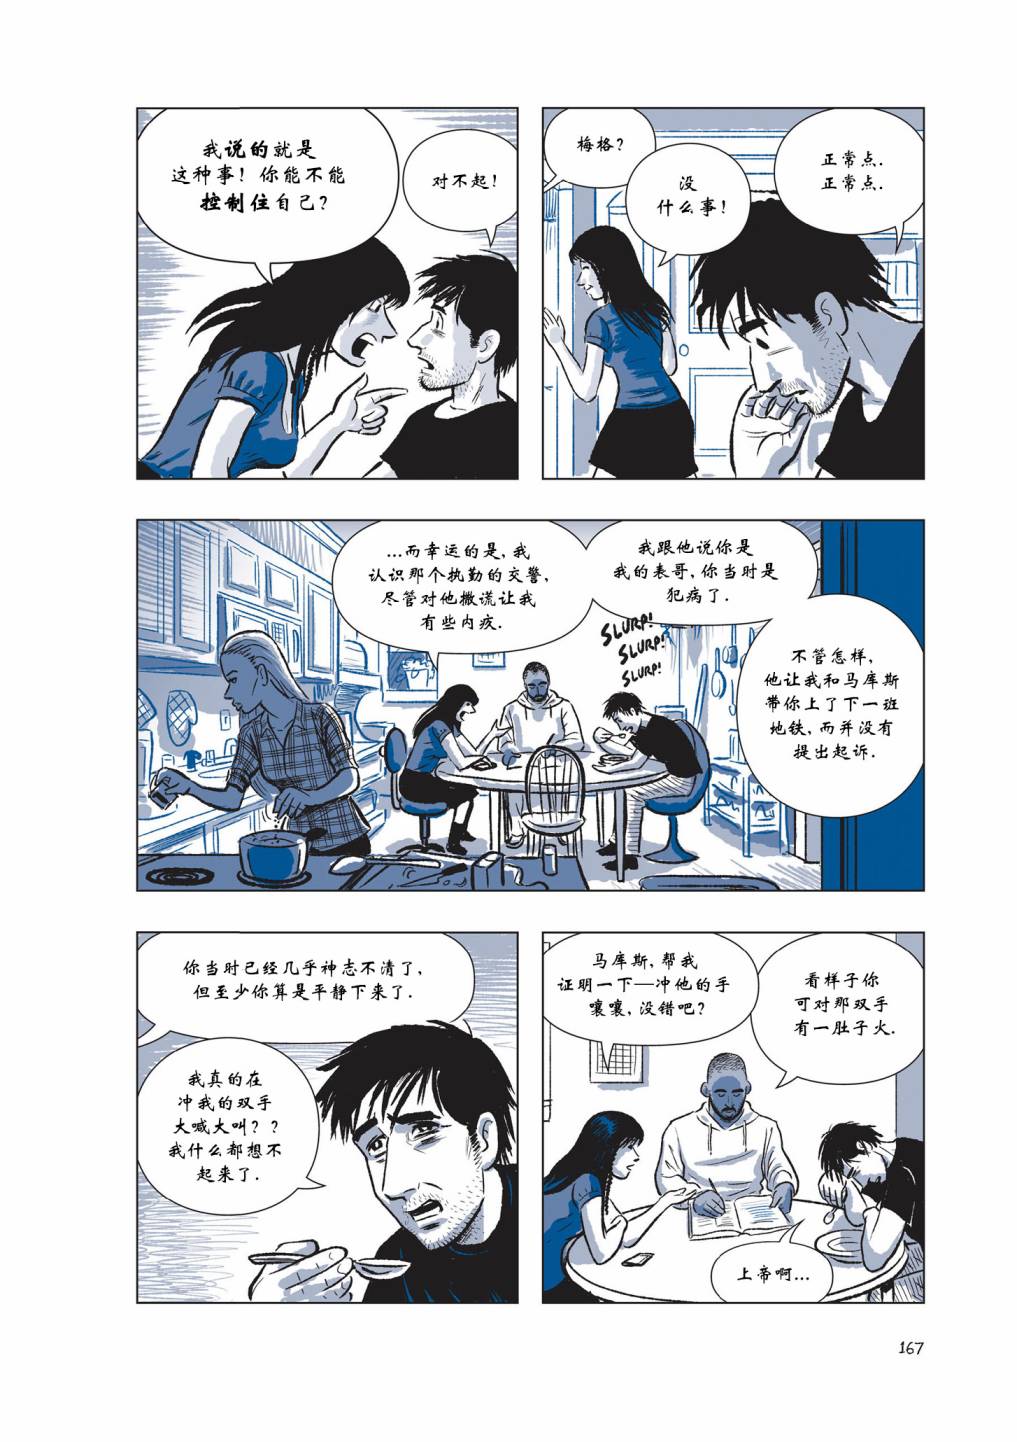 我说的就是
这种事！你能不能
控制住自己？
对不起！
梅格？
没
什么事！
正常点.
正常点.
...而幸运的是,我
认识那个执勤的交警,
尽管对他撒谎让我
有些内疚.
我跟他说你是
我的表哥,你当时是
犯病了.
SLURP!
SLURP!
SLURP!
不管怎样,
他让我和马库斯
带你上了下一班
地铁,而并没有
提出起诉.
你当时已经几乎神志不清了,
但至少你算是平静下来了.
我真的在
冲我的双手
大喊大叫？？
我什么都想不
起来了.
马库斯,帮我
证明一下—冲他的手
嚷嚷,没错吧?
看样子你
可对那双手
有一肚子火.
上帝啊...
167